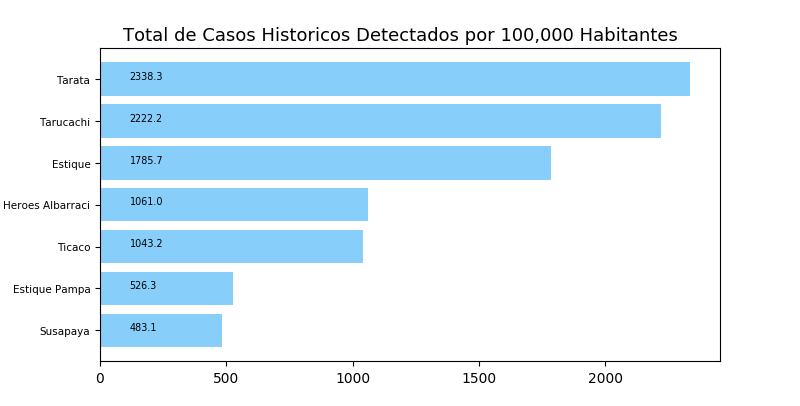 Total de Casos Historicos Detectados por 100,000 Habitantes
Tarata 2338.3
Tarucachi 2222.2
Estique 1785.7
Heroes Albarraci 1061.0
Ticaco 1043.2
Estique Pampa 526.3
Susapaya 483.1
0 500 1000 1500 2000